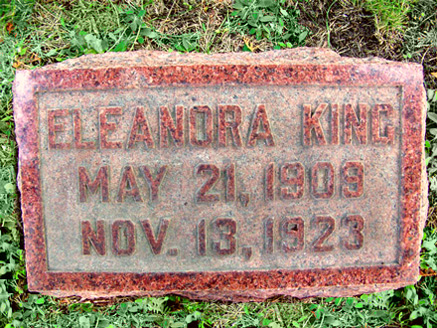 ELEANORA KING
MAY 21, 1909
NOV. 13, 1923